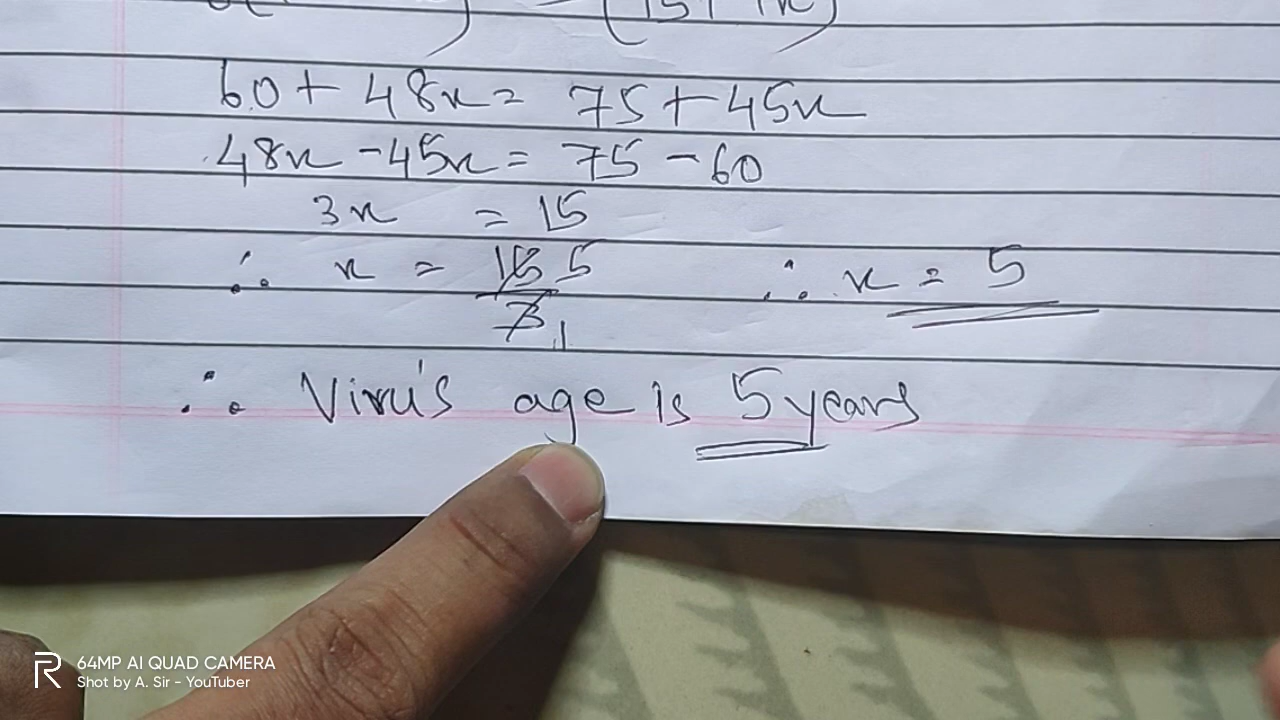 60 + 48x = 75 + 45x
48x - 45x = 75 - 60
3x = 15
∴ x = 15 5 ∴ x = 5
3 1
∴ Viru's age is 5 years
64MP AI QUAD CAMERA
Shot by A. Sir - YouTuber